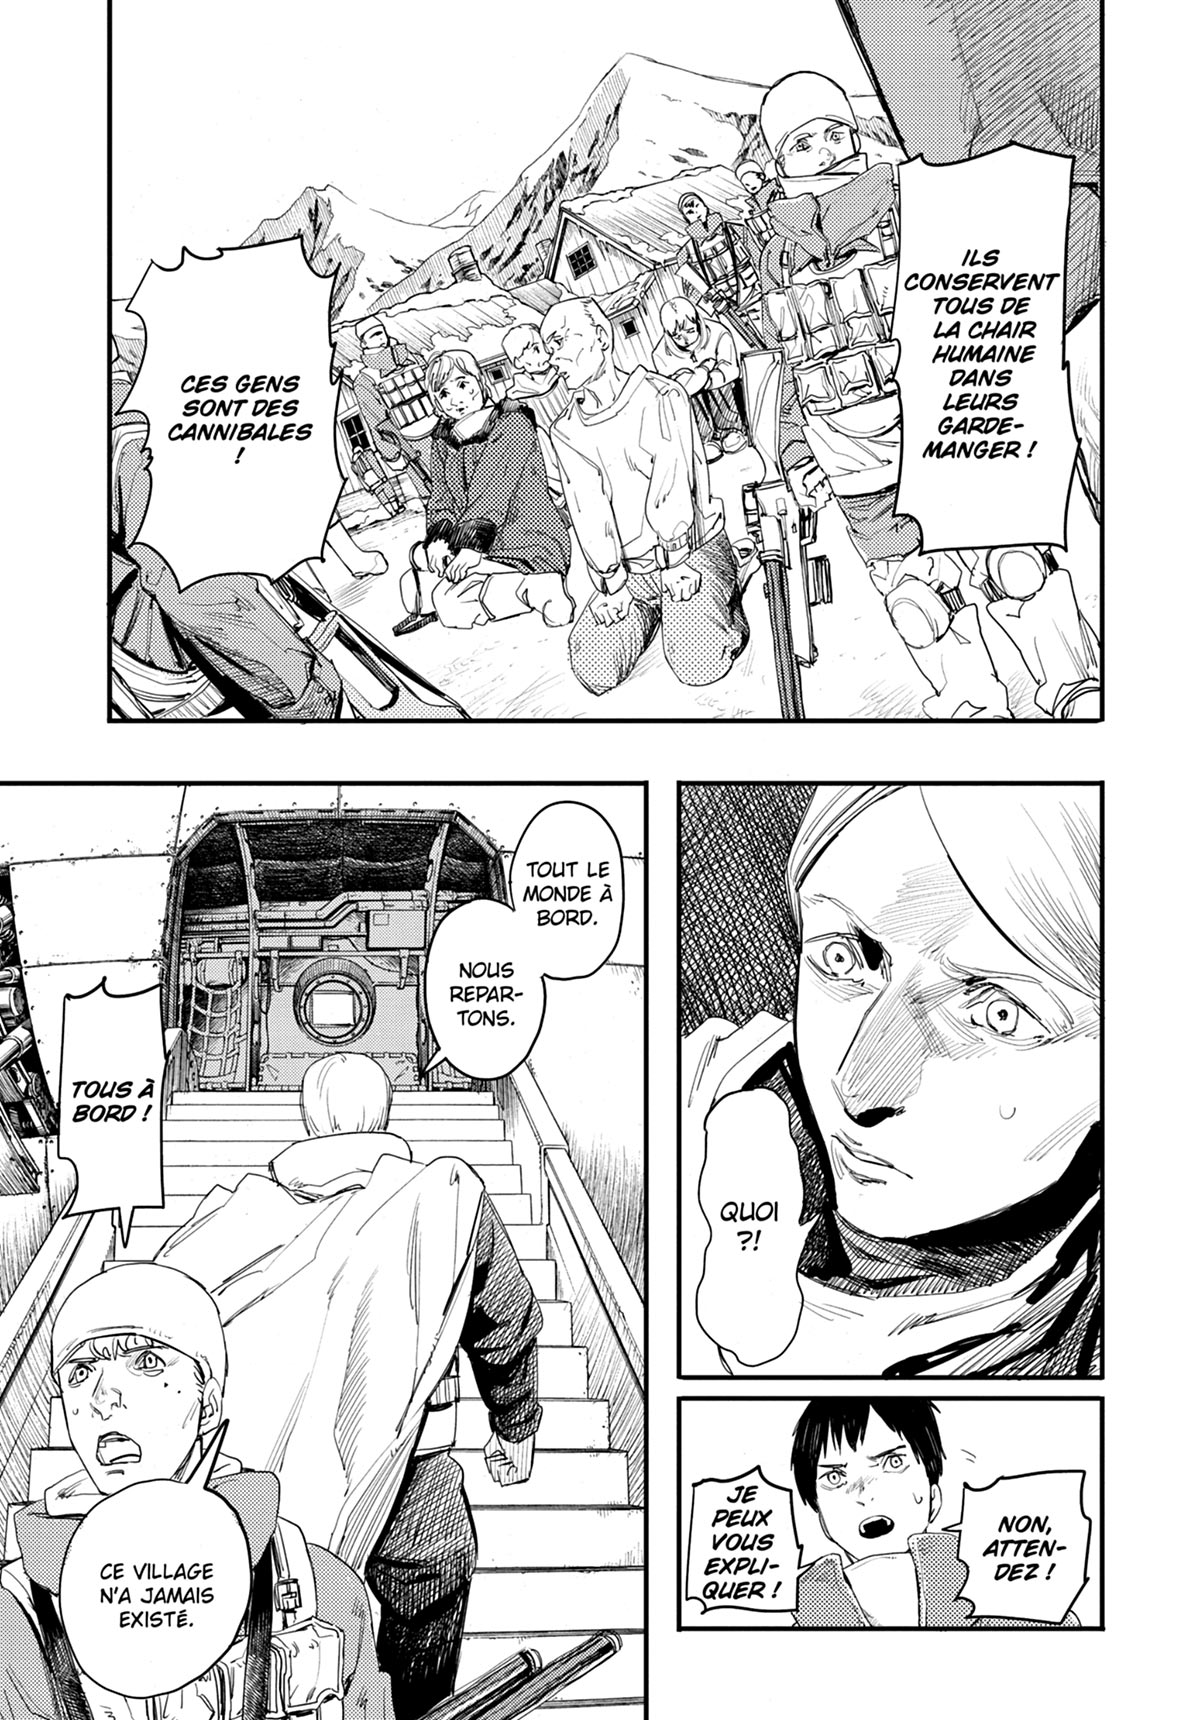 ILS
CONSERVENT
TOUS DE
LA CHAIR
HUMAINE
DANS
LEURS
GARDE-
MANGER !
CES GENS
SONT DES
CANNIBALES
!
QUOI
?!
NON,
ATTEN-
DEZ !
JE
PEUX
VOUS
EXPLI-
QUER !
TOUT LE
MONDE À
BORD.
NOUS
REPAR-
TONS.
TOUS À
BORD !
CE VILLAGE
N'A JAMAIS
EXISTÉ.